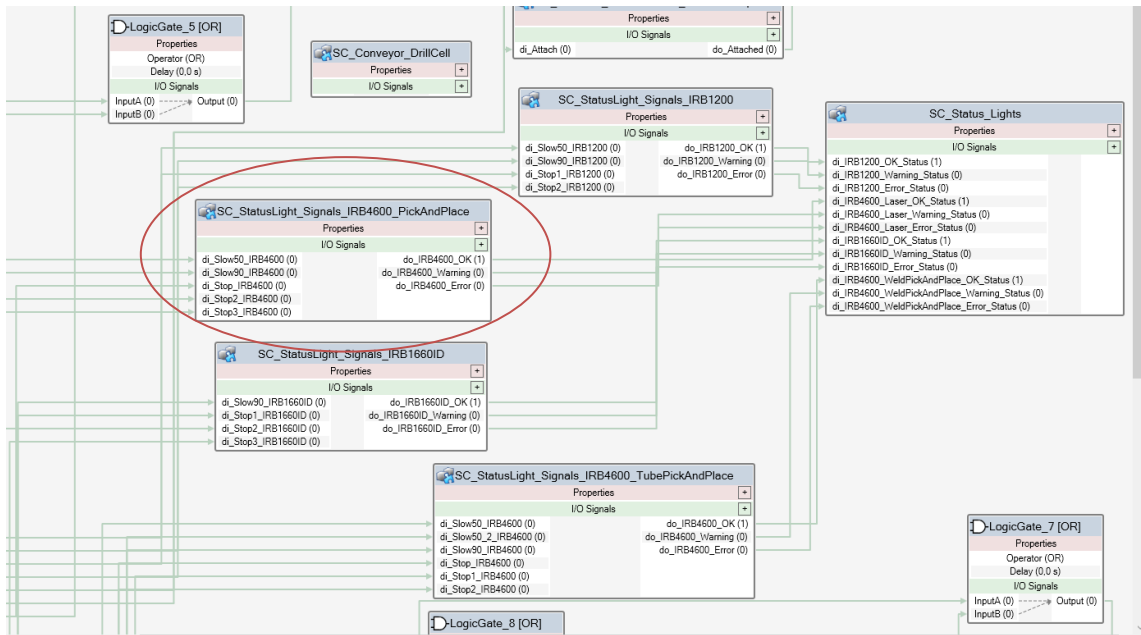 LogicGate_5 [OR]
Properties
Operator (OR)
Delay (0,0 s)
I/O Signals
InputA (0) Output (0)
InputB (0)
SC_Conveyor_DrillCell
Properties +
I/O Signals +
Properties +
I/O Signals +
di_Attach (0) do_Attached (0)
SC_StatusLight_Signals_IRB1200
Properties +
I/O Signals +
di_Slow50_IRB1200 (0) do_IRB1200_OK (1)
di_Slow90_IRB1200 (0) do_IRB1200_Warning (0)
di_Stop1_IRB1200 (0) do_IRB1200_Error (0)
di_Stop2_IRB1200 (0)
SC_Status_Lights
Properties +
I/O Signals +
di_IRB1200_OK_Status (1)
di_IRB1200_Warning_Status (0)
di_IRB1200_Error_Status (0)
di_IRB4600_Laser_OK_Status (1)
di_IRB4600_Laser_Warning_Status (0)
di_IRB4600_Laser_Error_Status (0)
di_IRB1660ID_OK_Status (1)
di_IRB1660ID_Warning_Status (0)
di_IRB1660ID_Error_Status (0)
di_IRB4600_WeldPickAndPlace_OK_Status (1)
di_IRB4600_WeldPickAndPlace_Warning_Status (0)
di_IRB4600_WeldPickAndPlace_Error_Status (0)
SC_StatusLight_Signals_IRB4600_PickAndPlace
Properties +
I/O Signals +
di_Slow50_IRB4600 (0) do_IRB4600_OK (1)
di_Slow90_IRB4600 (0) do_IRB4600_Warning (0)
di_Stop_IRB4600 (0) do_IRB4600_Error (0)
di_Stop2_IRB4600 (0)
di_Stop3_IRB4600 (0)
SC_StatusLight_Signals_IRB1660ID
Properties +
I/O Signals +
di_Slow90_IRB1660ID (0) do_IRB1660ID_OK (1)
di_Stop1_IRB1660ID (0) do_IRB1660ID_Warning (0)
di_Stop2_IRB1660ID (0) do_IRB1660ID_Error (0)
di_Stop3_IRB1660ID (0)
SC_StatusLight_Signals_IRB4600_TubePickAndPlace
Properties +
I/O Signals +
di_Slow50_IRB4600 (0) do_IRB4600_OK (1)
di_Slow50_2_IRB4600 (0) do_IRB4600_Warning (0)
di_Slow90_IRB4600 (0) do_IRB4600_Error (0)
di_Stop_IRB4600 (0)
di_Stop1_IRB4600 (0)
di_Stop2_IRB4600 (0)
LogicGate_7 [OR]
Properties
Operator (OR)
Delay (0,0 s)
I/O Signals
InputA (0) Output (0)
InputB (0)
LogicGate_8 [OR]